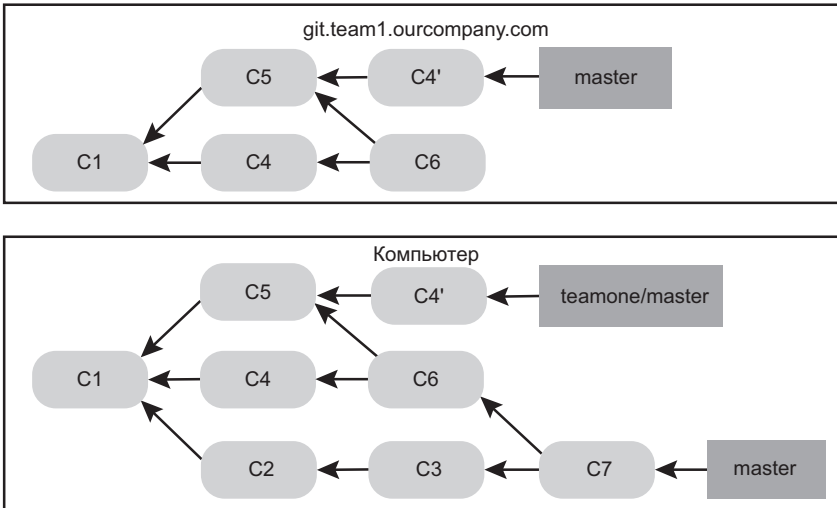 git.team1.ourcompany.com
C5 C4' master
C1 C4 C6
Компьютер
C5 C4' teamone/master
C1 C4 C6
C2 C3 C7 master